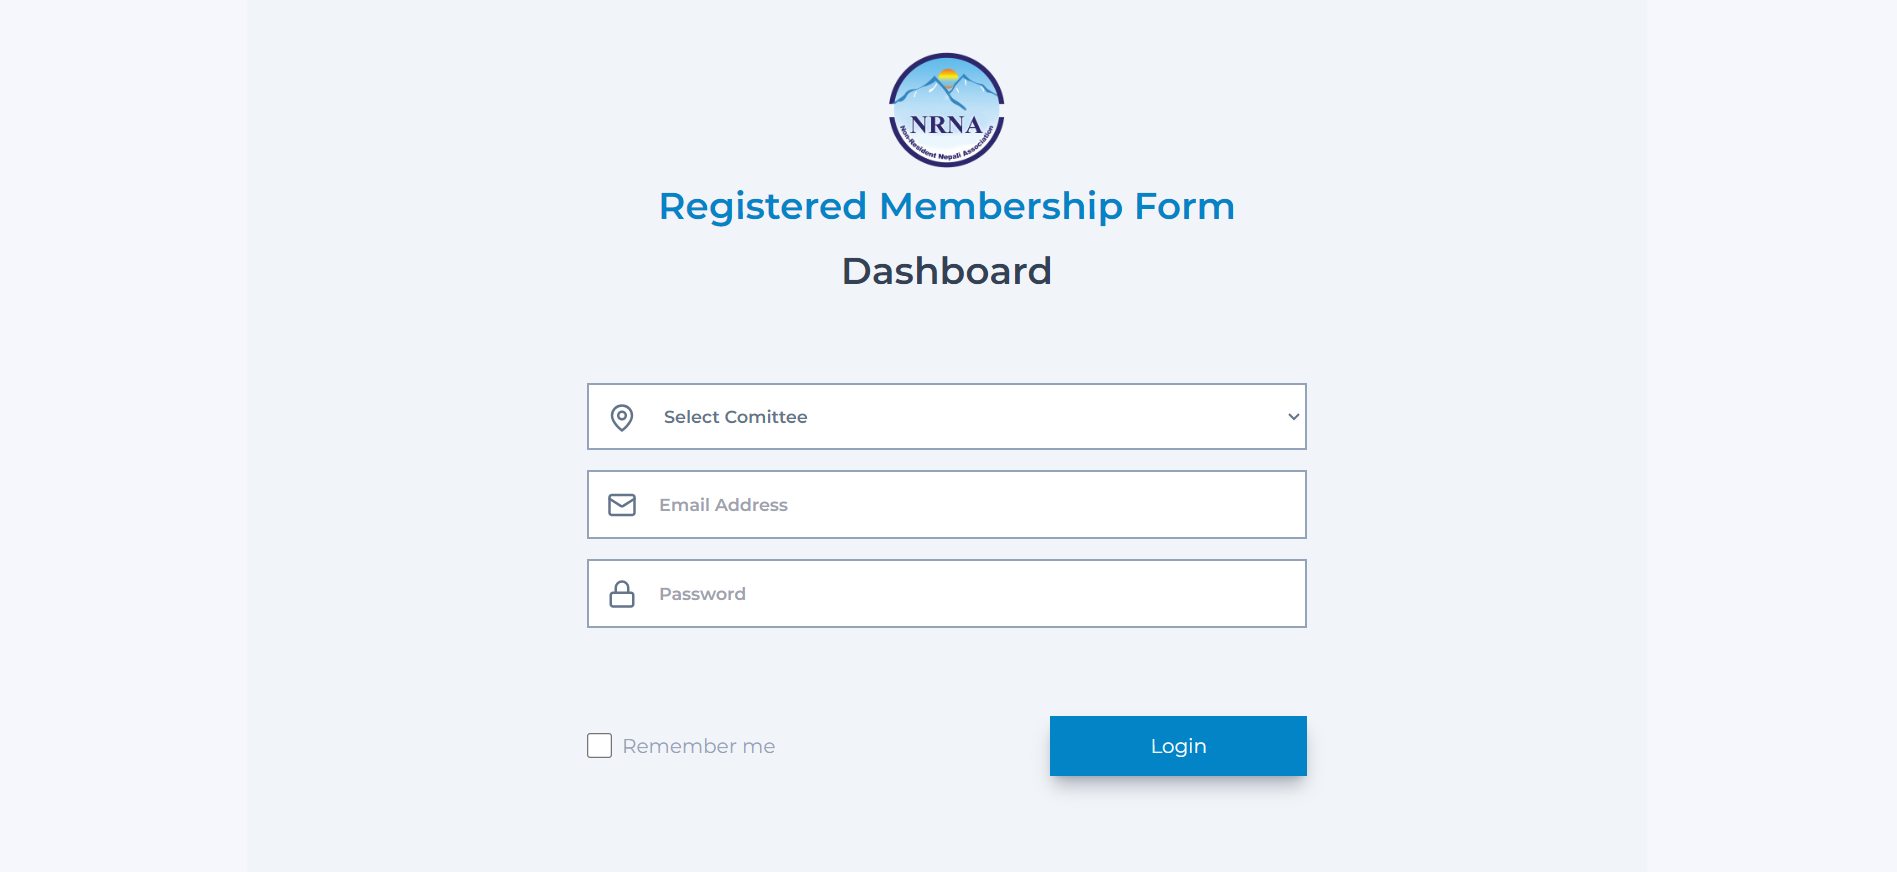 NRNA
Non-Resident Nepali Association
Registered Membership Form
Dashboard
Select Comittee
Email Address
Password
Remember me
Login